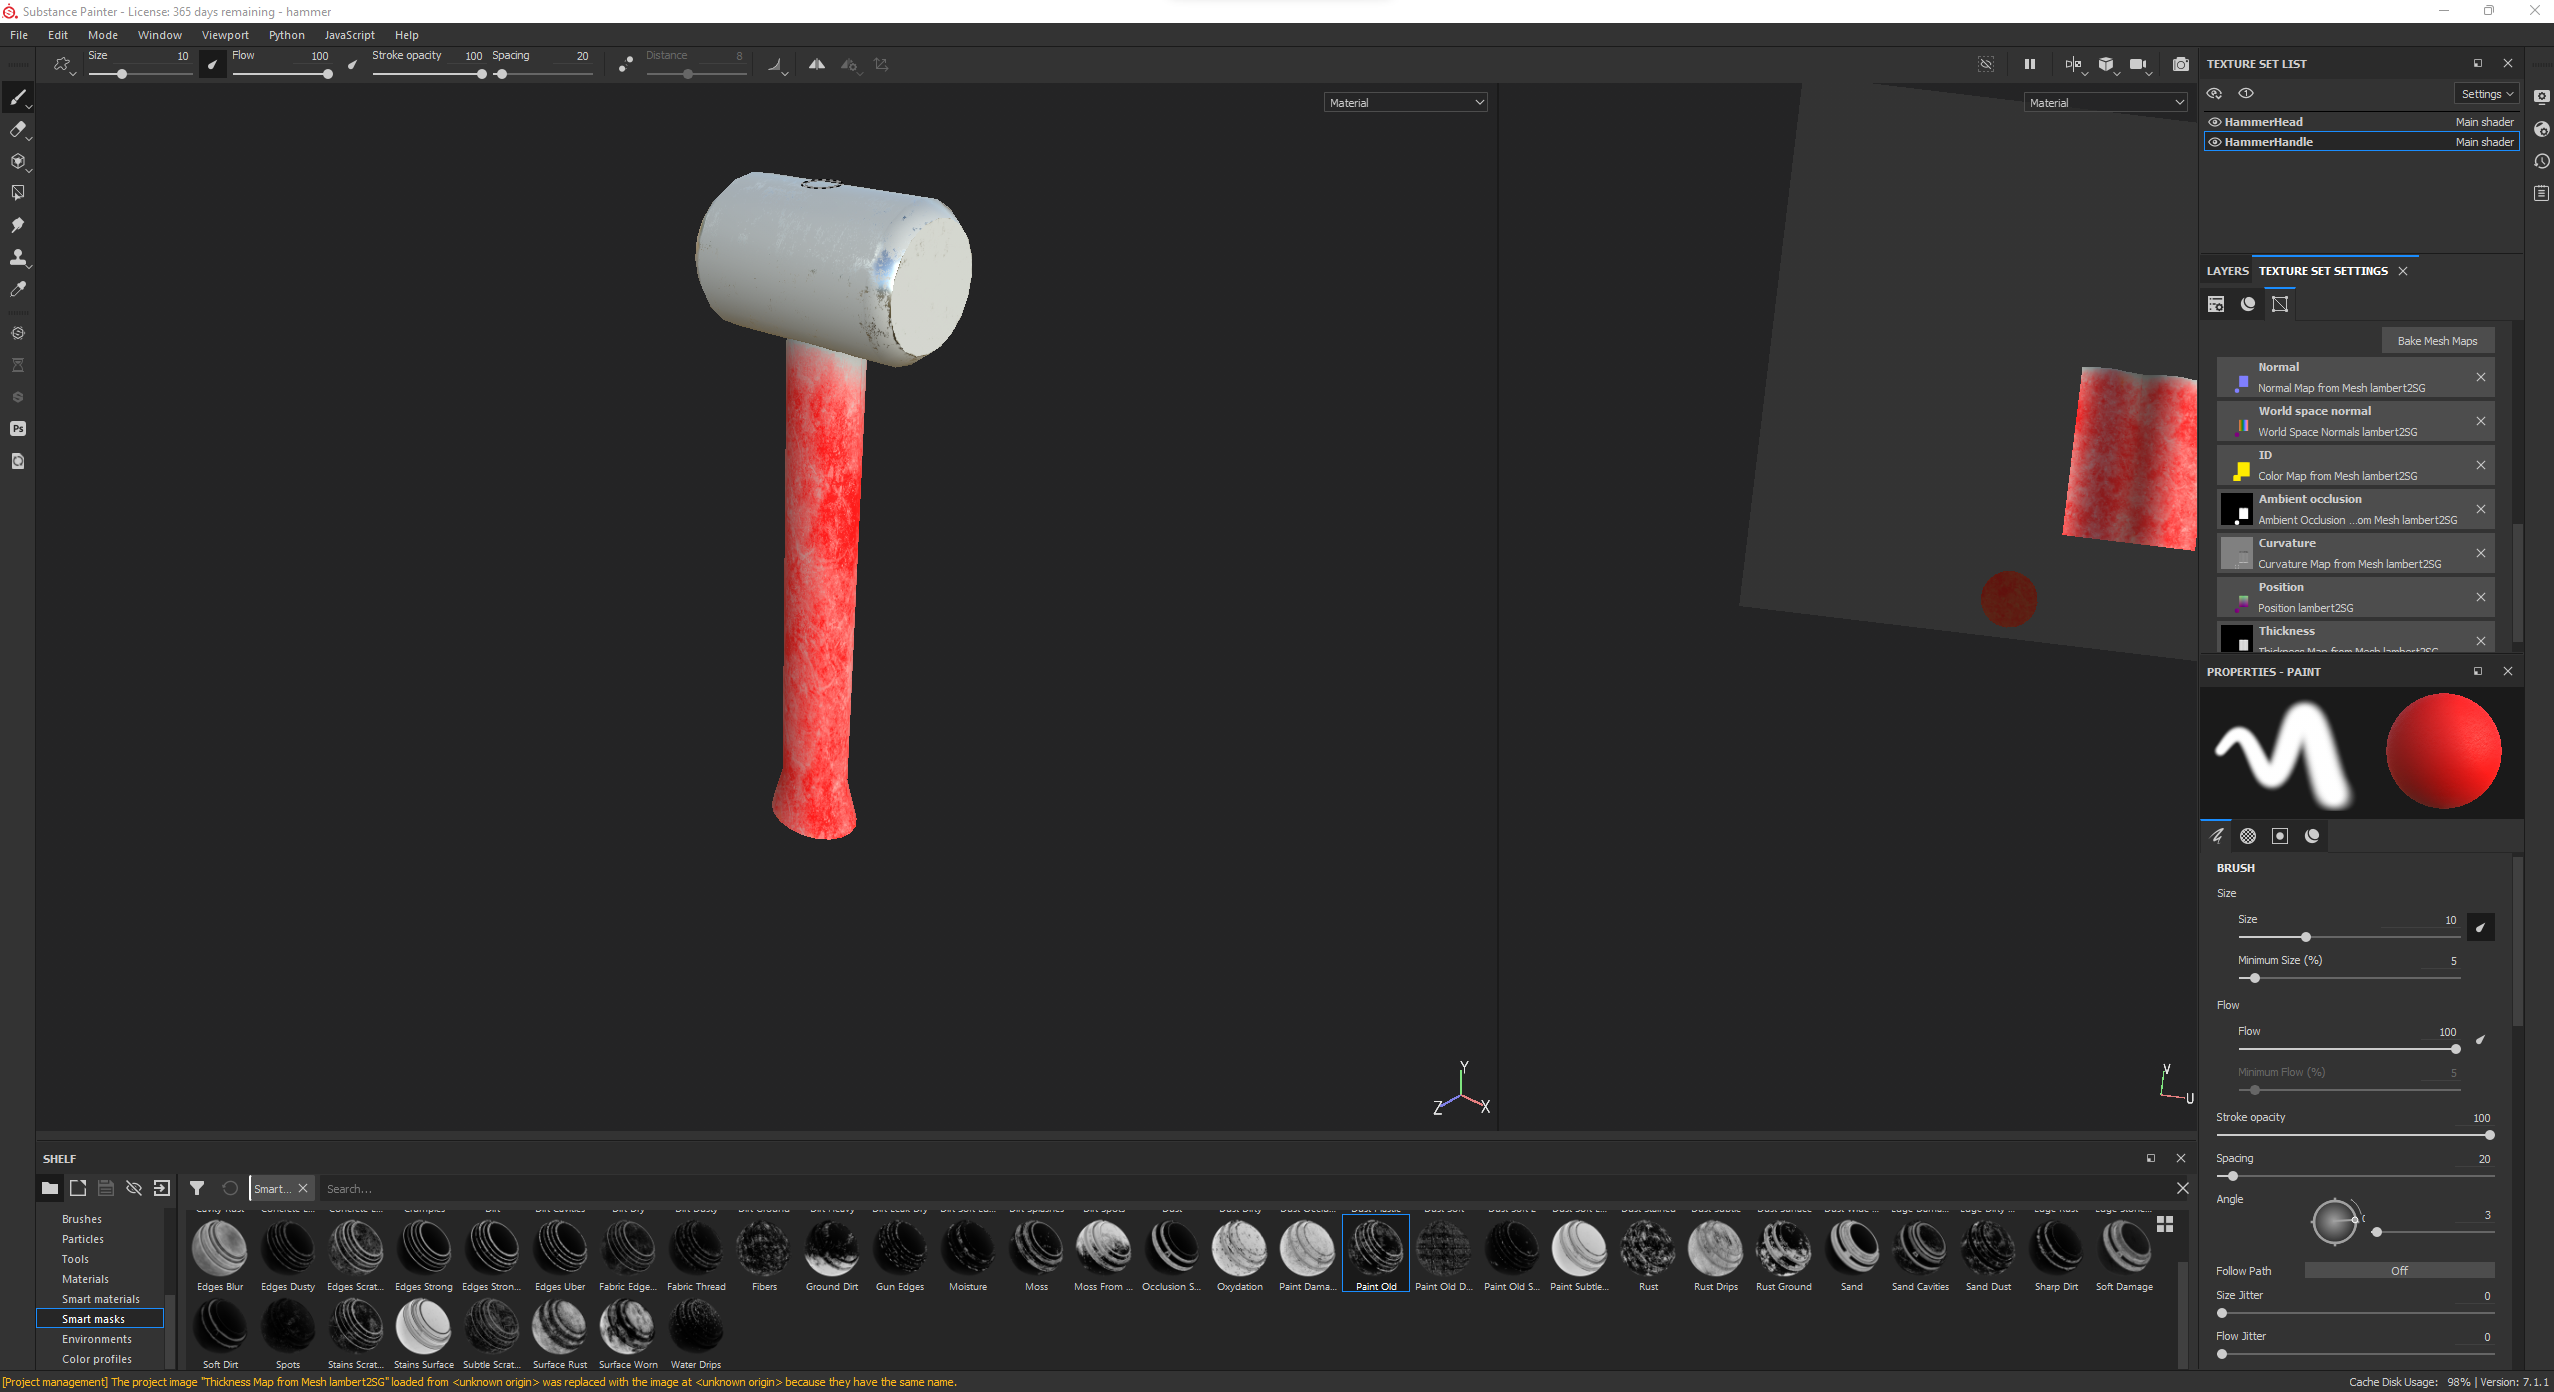 Substance Painter - License: 365 days remaining - hammer
File Edit Mode Window Viewport Python JavaScript Help
Size 10 Flow 100 Stroke opacity 100 Spacing 20 Distance 8
Material
Material
TEXTURE SET LIST
Settings
HammerHead Main shader
HammerHandle Main shader
LAYERS TEXTURE SET SETTINGS
Bake Mesh Maps
Normal
Normal Map from Mesh lambert2SG
World space normal
World Space Normals lambert2SG
ID
Color Map from Mesh lambert2SG
Ambient occlusion
Ambient Occlusion ...om Mesh lambert2SG
Curvature
Curvature Map from Mesh lambert2SG
Position
Position lambert2SG
Thickness
Thickness Map from Mesh lambert2SG
PROPERTIES - PAINT
BRUSH
Size
Size 10
Minimum Size (%) 5
Flow
Flow 100
Minimum Flow (%) 5
Stroke opacity 100
Spacing 20
Angle
3
Follow Path Off
Size Jitter 0
Flow Jitter 0
Ps
Y
Z X
V
U
SHELF
Smart... Search...
Brushes
Particles
Tools
Materials
Smart materials
Smart masks
Environments
Color profiles
Edges Blur Edges Dusty Edges Scrat... Edges Strong Edges Stron... Edges Uber Fabric Edge... Fabric Thread Fibers Ground Dirt Gun Edges Moisture Moss Moss From ... Occlusion S... Oxydation Paint Dama... Paint Old Paint Old D... Paint Old S... Paint Subtle... Rust Rust Drips Rust Ground Sand Sand Cavities Sand Dust Sharp Dirt Soft Damage
Soft Dirt Spots Stains Scrat... Stains Surface Subtle Scrat... Surface Rust Surface Worn Water Drips
[Project management] The project image "Thickness Map from Mesh lambert2SG" loaded from <unknown origin> was replaced with the image at <unknown origin> because they have the same name.
Cache Disk Usage: 98% | Version: 7.1.1